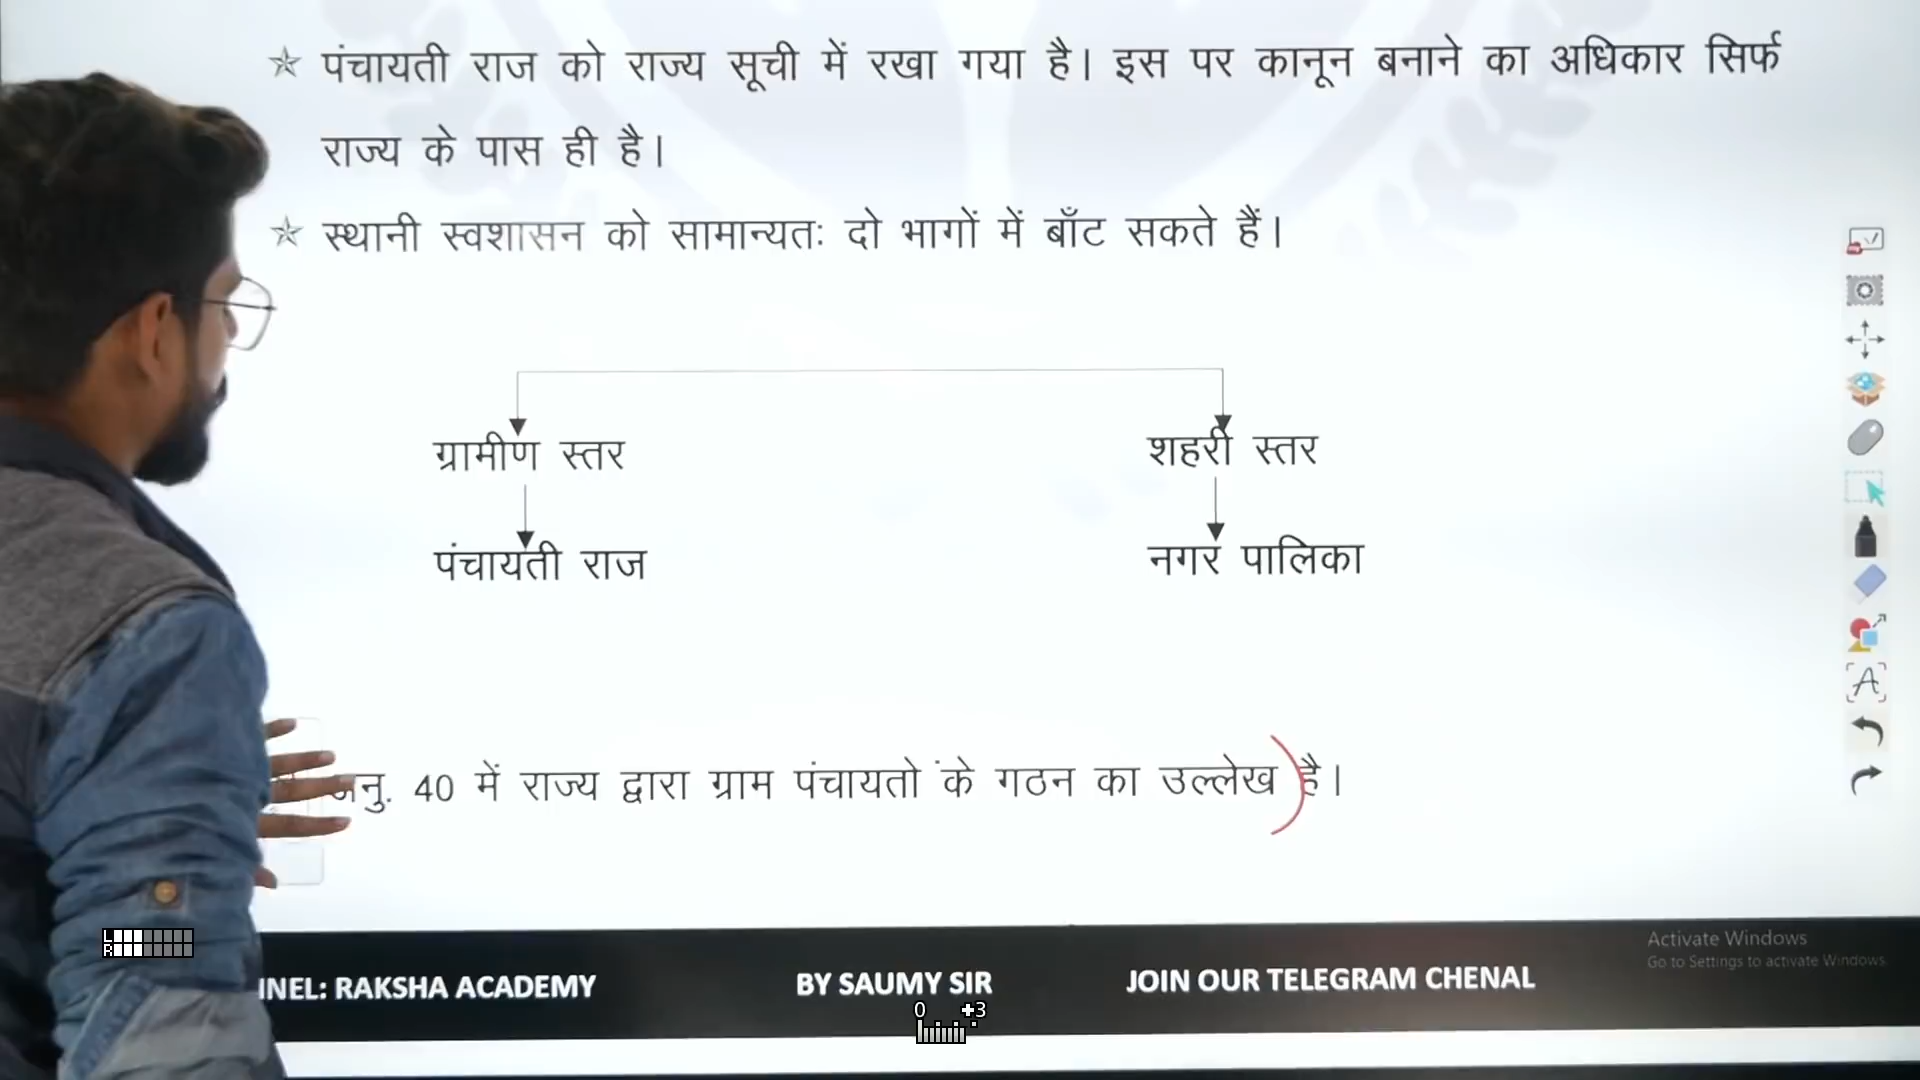 पंचायती राज को राज्य सूची में रखा गया है। इस पर कानून बनाने का अधिकार सिर्फ
राज्य के पास ही है।
स्थानी स्वशासन को सामान्यतः दो भागों में बाँट सकते हैं।
ग्रामीण स्तर
शहरी स्तर
पंचायती राज
नगर पालिका
40 में राज्य द्वारा ग्राम पंचायतो ंके गठन का उल्लेख है।
Activate Windows
Go to Settings to activate Windows.
INEL: RAKSHA ACADEMY BY SAUMY SIR JOIN OUR TELEGRAM CHENAL
0 +3
L
R